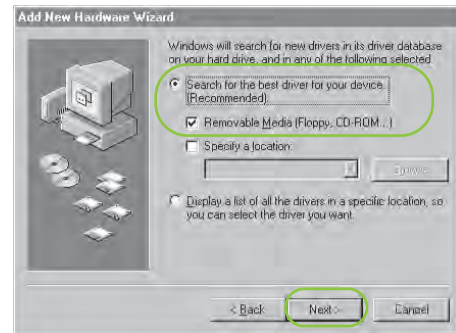 Add New Hardware Wizard
Windows will search for new drivers in its driver database
on your hard drive, and in any of the following selected
Search for the best driver for your device.
(Recommended).
Removable Media (Floppy, CD-ROM...)
Specify a location:
Display a list of all the drivers in a specific location, so
you can select the driver you want.
< Back
Next >
Cancel